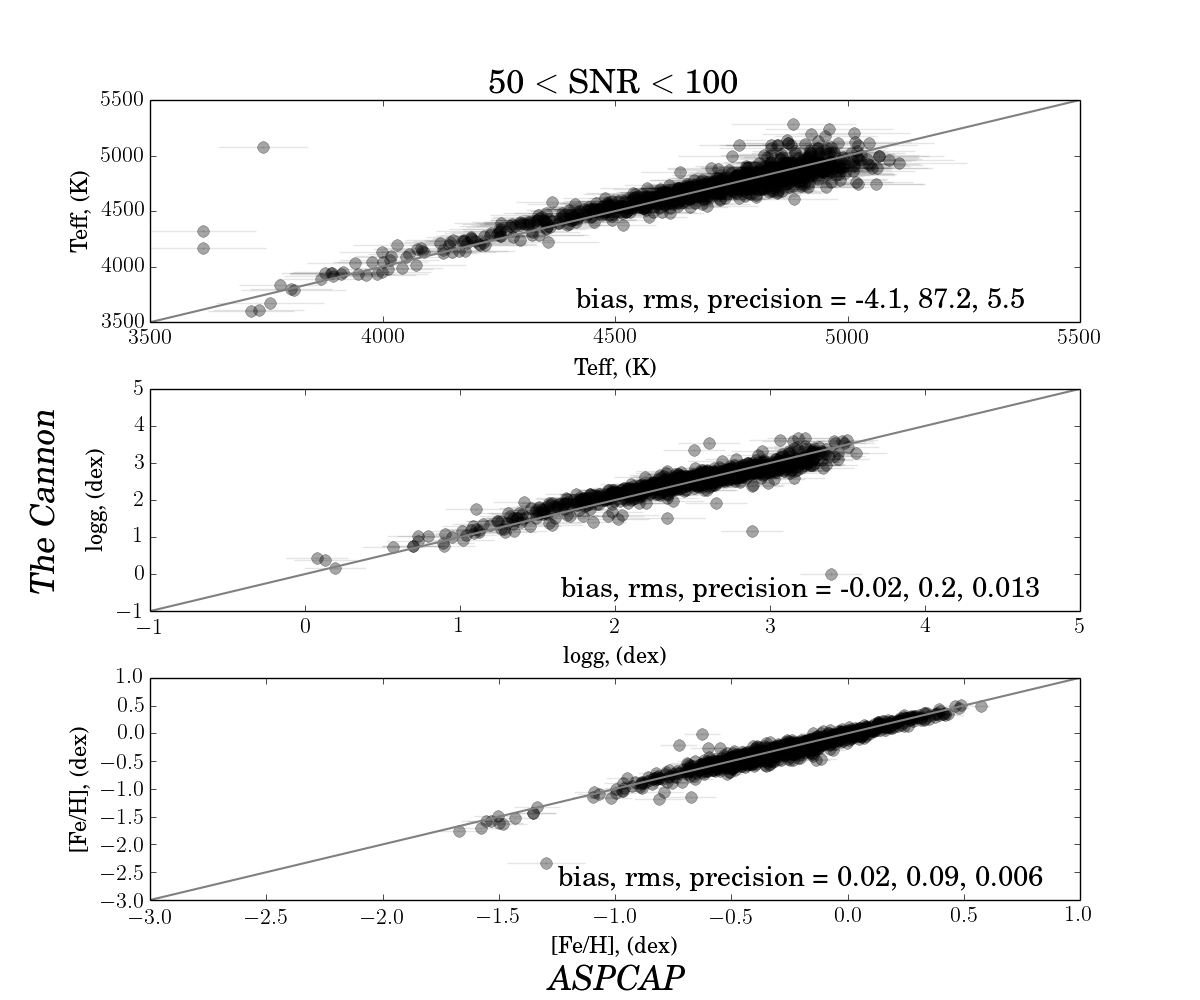 50 < SNR < 100
5500
5000
4500
4000
3500
Teff, (K)
bias, rms, precision = -4.1, 87.2, 5.5
3500 4000 4500 5000 5500
Teff, (K)
The Cannon
5
4
3
2
1
0
−1
logg, (dex)
bias, rms, precision = -0.02, 0.2, 0.013
−1 0 1 2 3 4 5
logg, (dex)
1.0
0.5
0.0
−0.5
−1.0
−1.5
−2.0
−2.5
−3.0
[Fe/H], (dex)
bias, rms, precision = 0.02, 0.09, 0.006
−3.0 −2.5 −2.0 −1.5 −1.0 −0.5 0.0 0.5 1.0
[Fe/H], (dex)
ASPCAP